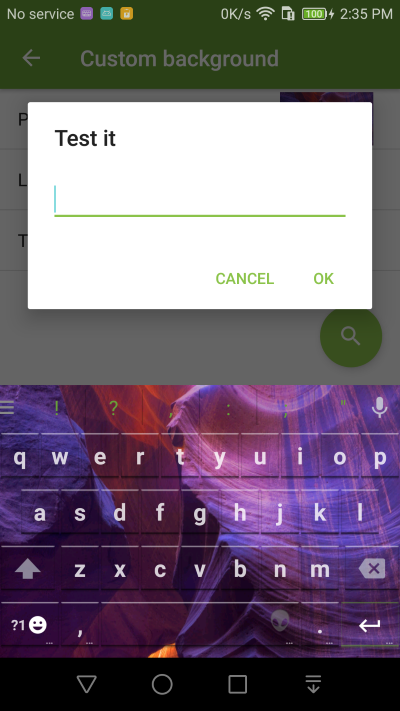 No service 0K/s 100 2:35 PM
Custom background
P
Test it
L
T
CANCEL OK
! ? , : ; "
q w e r t y u i o p
a s d f g h j k l
z x c v b n m
?1 , ... ... . ... ...